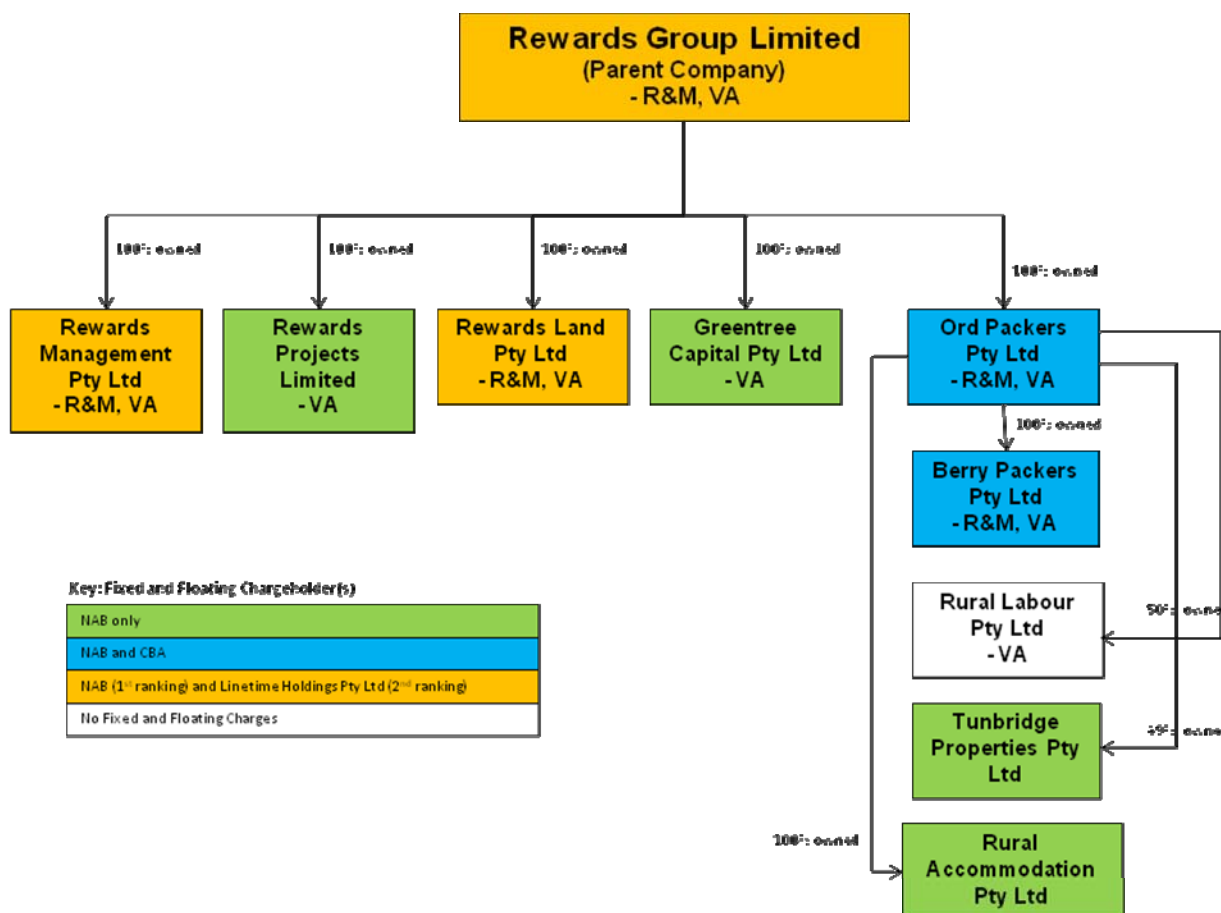 Rewards Group Limited
(Parent Company)
- R&M, VA
100% owned
100% owned
100% owned
100% owned
100% owned
Rewards
Management
Pty Ltd
- R&M, VA
Rewards
Projects
Limited
- VA
Rewards Land
Pty Ltd
- R&M, VA
Greentree
Capital Pty Ltd
- VA
Ord Packers
Pty Ltd
- R&M, VA
100% owned
Berry Packers
Pty Ltd
- R&M, VA
Key: Fixed and Floating Chargeholder(s)
NAB only
NAB and CBA
NAB (1st ranking) and Linetime Holdings Pty Ltd (2nd ranking)
No Fixed and Floating Charges
Rural Labour
Pty Ltd
- VA
50% owne
Tunbridge
Properties Pty
Ltd
owne
100% owned
Rural
Accommodation
Pty Ltd